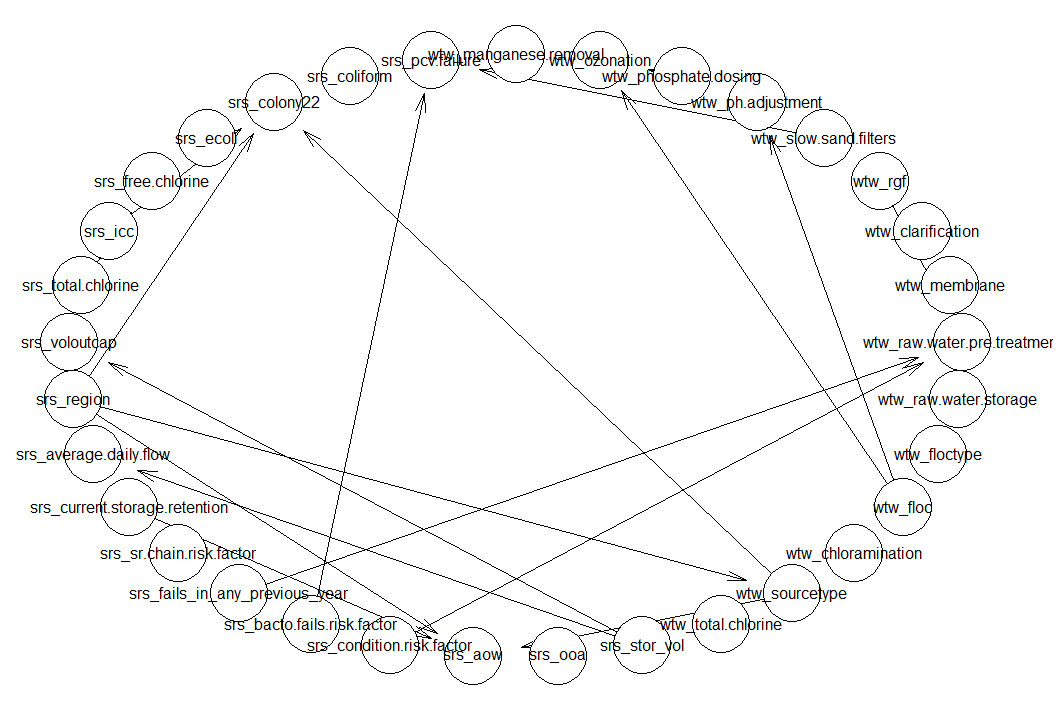 wtw_manganese.removal
srs_pcv.failure
wtw_ozonation
srs_coliform
wtw_phosphate.dosing
srs_colony22
wtw_ph.adjustment
srs_ecoli
wtw_slow.sand.filters
srs_free.chlorine
wtw_rgf
srs_icc
wtw_clarification
srs_total.chlorine
wtw_membrane
srs_voloutcap
wtw_raw.water.pre.treatmen
srs_region
wtw_raw.water.storage
srs_average.daily.flow
wtw_floctype
srs_current.storage.retention
wtw_floc
srs_sr.chain.risk.factor
wtw_chloramination
srs_fails_in_any_previous_year
wtw_sourcetype
srs_bacto.fails.risk.factor
wtw_total.chlorine
srs_condition.risk.factor
srs_stor_vol
srs_aow
srs_ooa